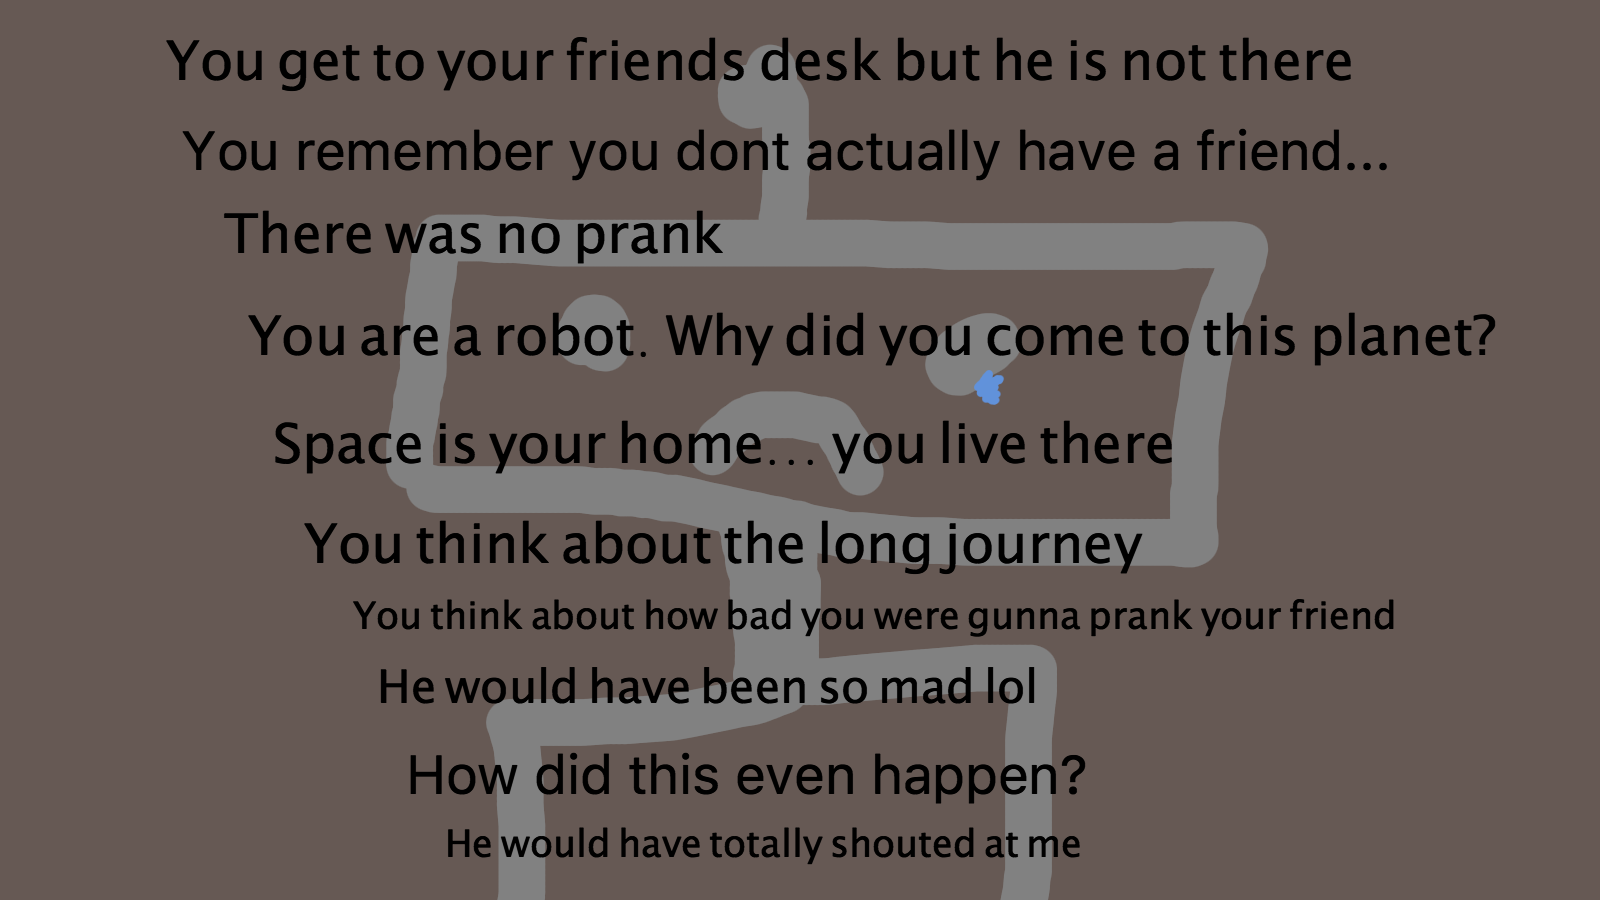 You get to your friends desk but he is not there
You remember you dont actually have a friend...
There was no prank
You are a robot. Why did you come to this planet?
Space is your home... you live there
You think about the long journey
You think about how bad you were gunna prank your friend
He would have been so mad lol
How did this even happen?
He would have totally shouted at me